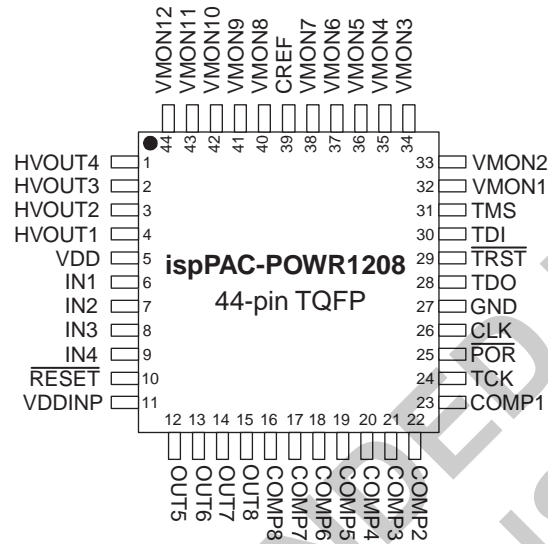 VMON12
VMON11
VMON10
VMON9
VMON8
CREF
VMON7
VMON6
VMON5
VMON4
VMON3
44
43
42
41
40
39
38
37
36
35
34
HVOUT4 1
HVOUT3 2
HVOUT2 3
HVOUT1 4
VDD 5
IN1 6
IN2 7
IN3 8
IN4 9
RESET 10
VDDINP 11
ispPAC-POWR1208
44-pin TQFP
33 VMON2
32 VMON1
31 TMS
30 TDI
29 TRST
28 TDO
27 GND
26 CLK
25 POR
24 TCK
23 COMP1
12
13
14
15
16
17
18
19
20
21
22
OUT5
OUT6
OUT7
OUT8
COMP8
COMP7
COMP6
COMP5
COMP4
COMP3
COMP2